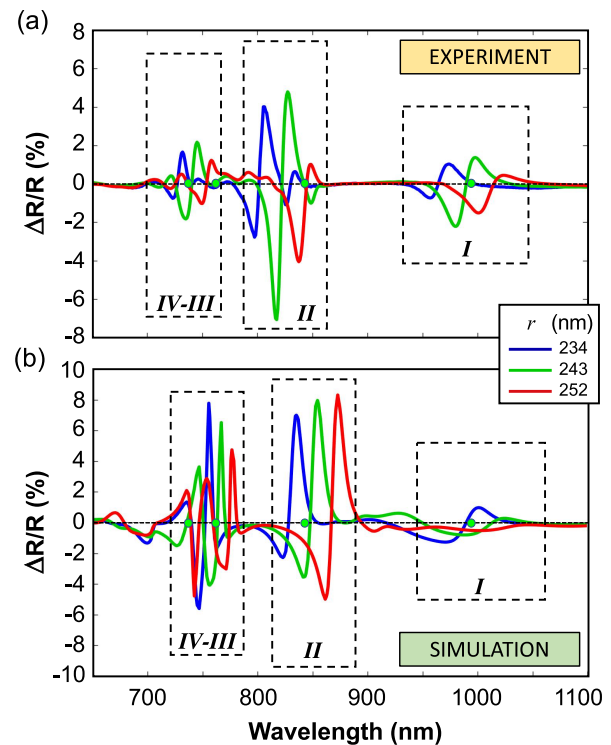 (a)
8
6
4
2
0
-2
-4
-6
-8
ΔR/R (%)
EXPERIMENT
IV-III
II
I
r (nm)
234
243
252
(b)
10
8
6
4
2
0
-2
-4
-6
-8
-10
ΔR/R (%)
IV-III
II
I
SIMULATION
700 800 900 1000 1100
Wavelength (nm)